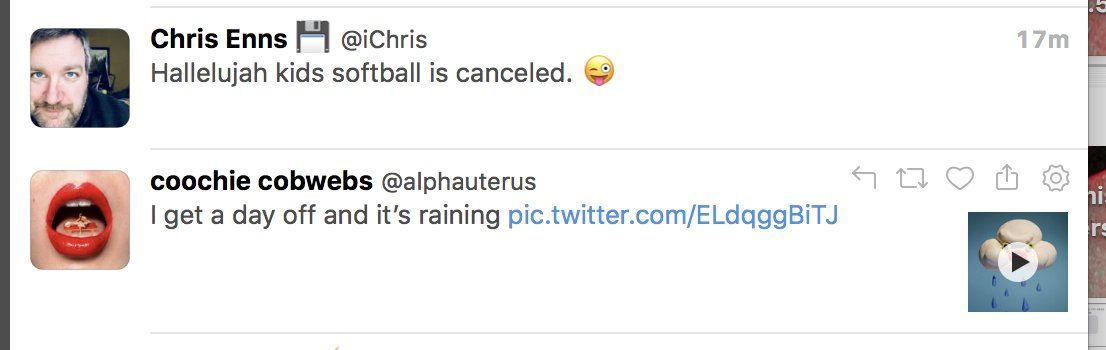 Chris Enns 💾 @iChris 17m
Hallelujah kids softball is canceled. 😜
coochie cobwebs @alphauterus
I get a day off and it’s raining pic.twitter.com/ELdqggBiTJ